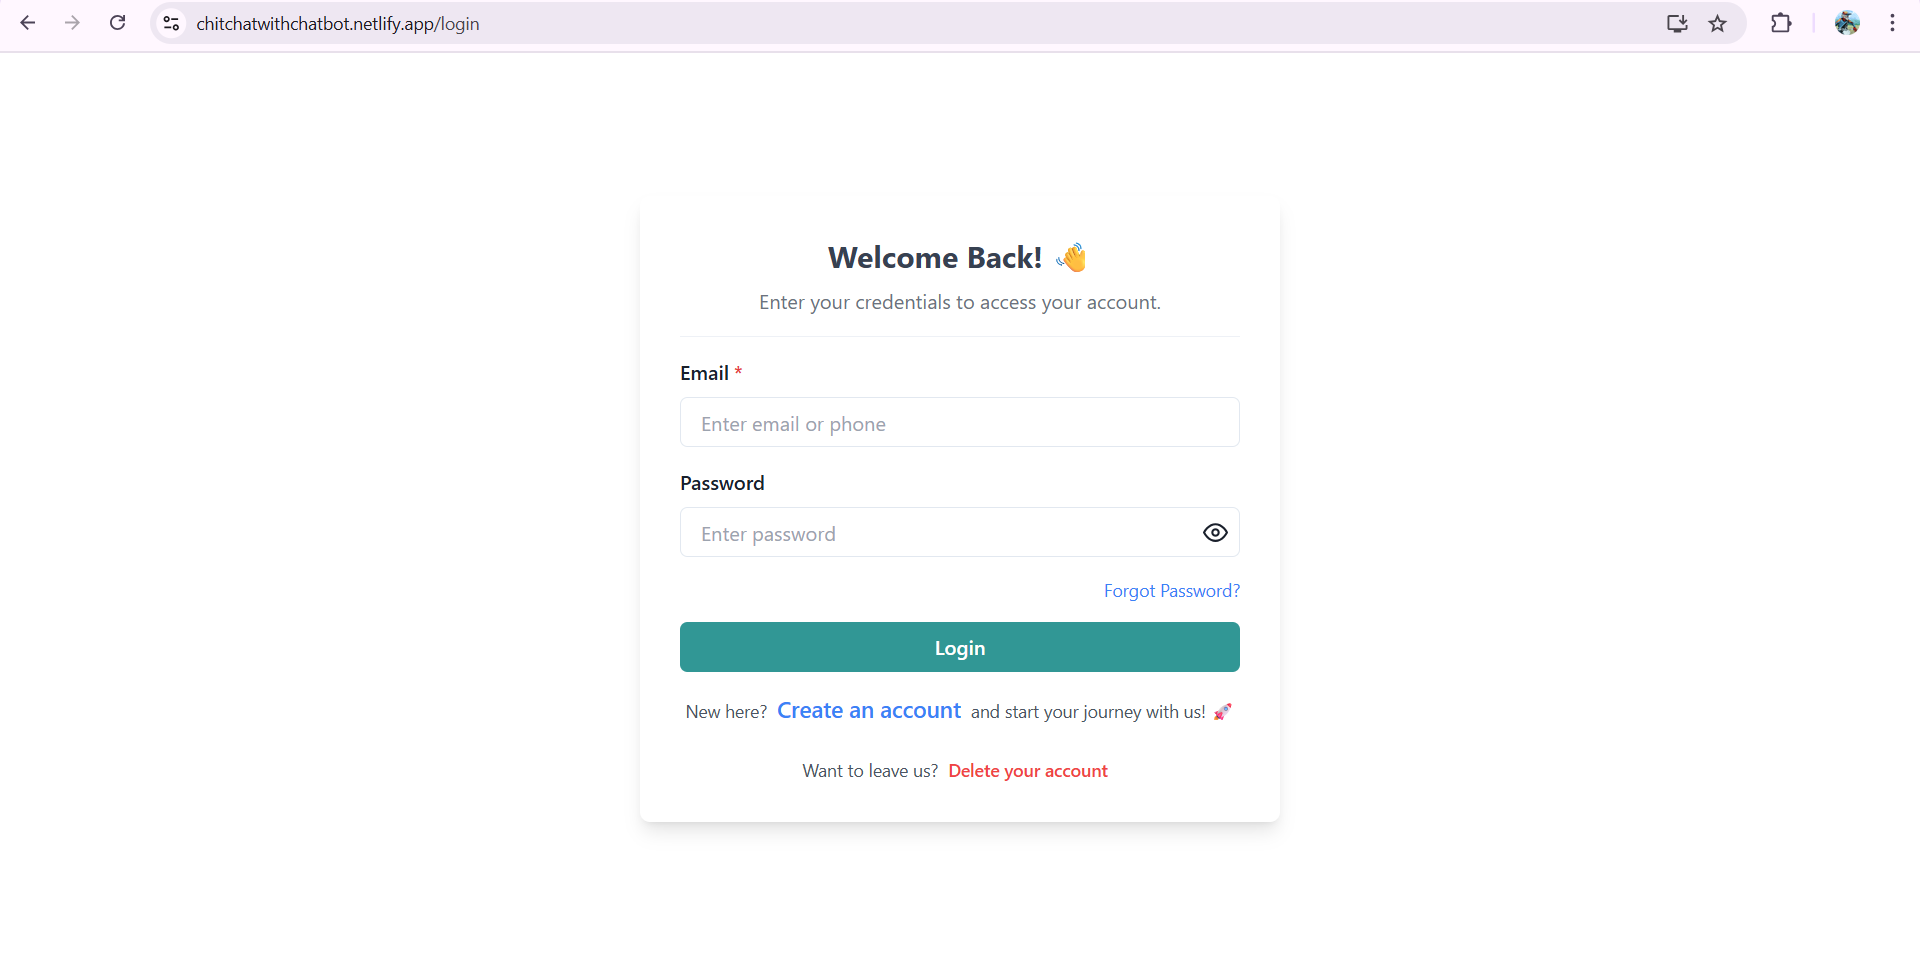 chitchatwithchatbot.netlify.app/login
Welcome Back! 👋
Enter your credentials to access your account.
Email *
Enter email or phone
Password
Enter password
Forgot Password?
Login
New here? Create an account and start your journey with us! 🚀
Want to leave us? Delete your account